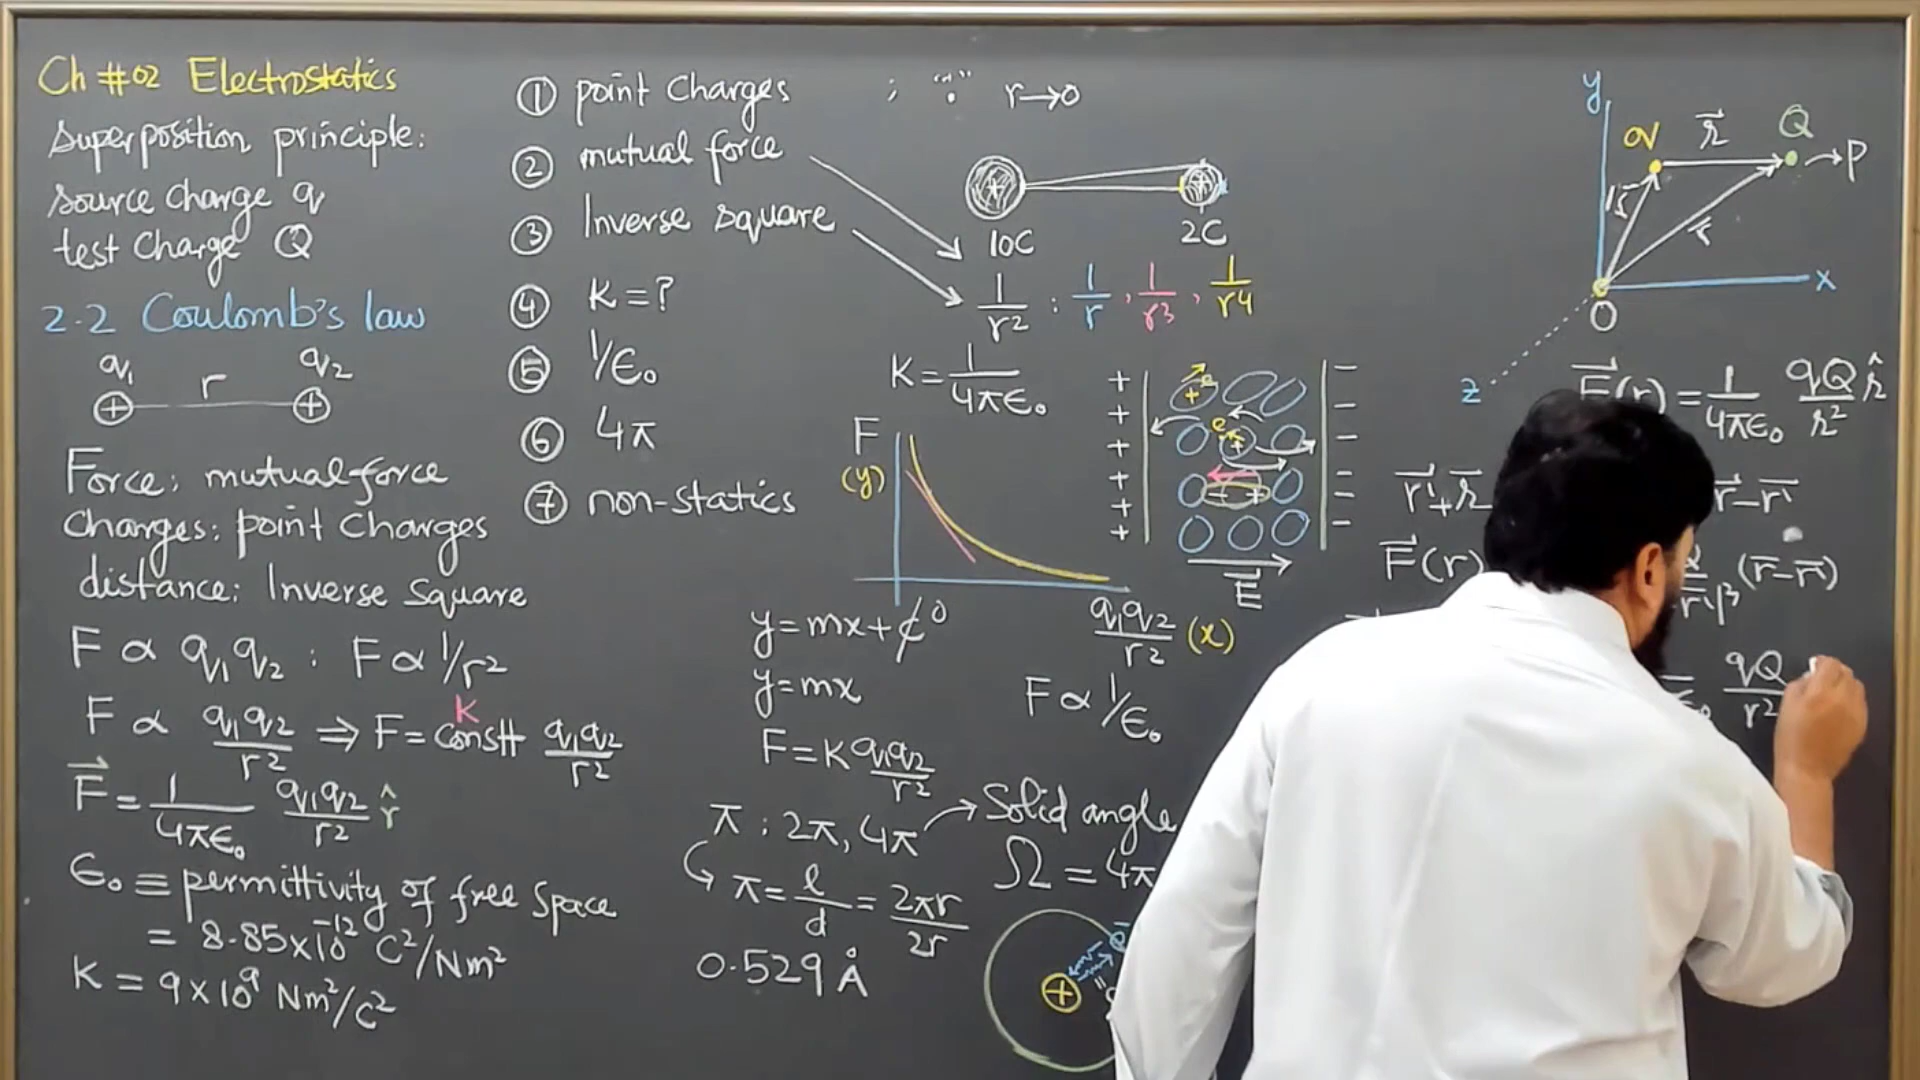 Ch #02 Electrostatics
Superposition principle:
source charge q
test charge Q
2.2 Coulomb's law
q₁ r q₂
+ +
Force: mutual force
Charges: point Charges
distance: Inverse Square
F ∝ q₁q₂ : F ∝ 1/r²
F ∝ q₁q₂/r² ⇒ F = Constt q₁q₂/r²
K
F⃗ = 1/4πϵ₀ q₁q₂/r² r̂
ϵ₀ ≡ permittivity of free Space
= 8.85×10⁻¹² C²/Nm²
K = 9×10⁹ Nm²/C²
① point Charges ; "." r→0
② mutual force
③ Inverse square
④ K=?
⑤ 1/ϵ₀
⑥ 4π
⑦ non-statics
+ +
10C 2C
1/r² : 1/r , 1/r³ , 1/r⁴
K = 1/4πϵ₀
F
(y)
q₁q₂/r² (x)
y=mx+c⁰
y=mx
F=K q₁q₂/r²
F ∝ 1/ϵ₀
π : 2π, 4π → Solid angle
Ω = 4π
π = l/d = 2πr/2r
0.529 Å
+
+ + + + + +
− − − − − −
E⃗
y
q r⃗ Q → P
r⃗' r⃗
O x
z
F⃗(r) = 1/4πϵ₀ qQ/r² r̂
r⃗'+r⃗ r⃗−r⃗'
F⃗(r) (r⃗−r⃗')
qQ/r²